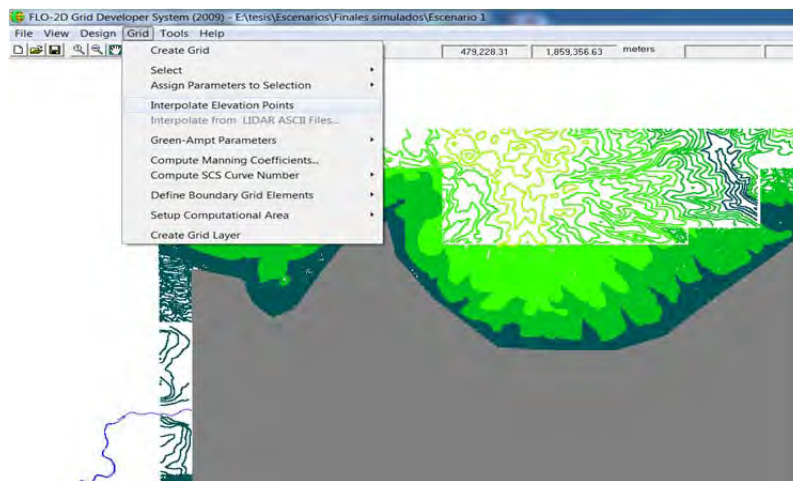 FLO-2D Grid Developer System (2009) - E:\tesis\Escenarios\Finales simulados\Escenario 1
File View Design Grid Tools Help
479,228.31 1,859,356.63 meters
Create Grid
Select
Assign Parameters to Selection
Interpolate Elevation Points
Interpolate from LIDAR ASCII Files...
Green-Ampt Parameters
Compute Manning Coefficients...
Compute SCS Curve Number
Define Boundary Grid Elements
Setup Computational Area
Create Grid Layer